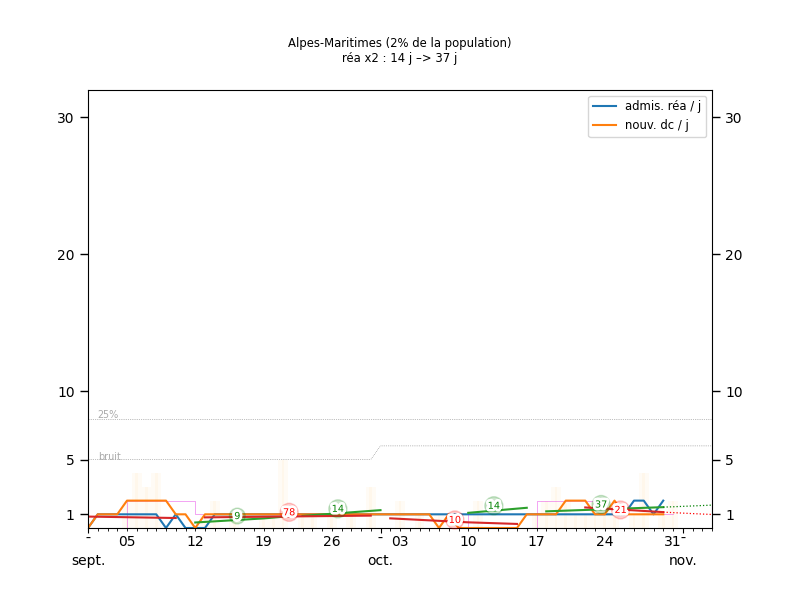 Alpes-Maritimes (2% de la population)
réa x2 : 14 j –> 37 j
admis. réa / j
nouv. dc / j
30 30
20 20
10 10
25%
5 bruit 5
1 9 78 14 10 14 37 21 1
- 05 12 19 26 - 03 10 17 24 31 -
sept. oct. nov.